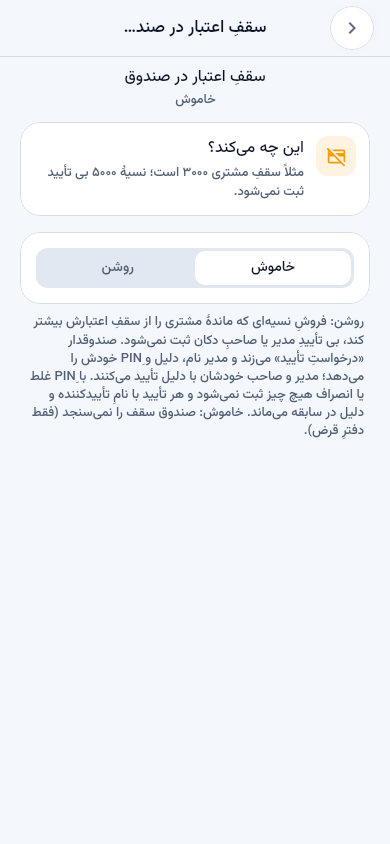 سقفِ اعتبار در صند...
سقفِ اعتبار در صندوق
خاموش
این چه می‌کند؟
مثلاً سقفِ مشتری ۳۰۰۰ است؛ نسیهٔ ۵۰۰۰ بی تأیید
ثبت نمی‌شود.
خاموش
روشن
روشن: فروشِ نسیه‌ای که ماندهٔ مشتری را از سقفِ اعتبارش بیشتر
کند، بی تأییدِ مدیر یا صاحبِ دکان ثبت نمی‌شود. صندوقدار
«درخواستِ تأیید» می‌زند و مدیر نام، دلیل و PIN خودش را
می‌دهد؛ مدیر و صاحب خودشان با دلیل تأیید می‌کنند. با PINِ غلط
یا انصراف هیچ چیز ثبت نمی‌شود و هر تأیید با نامِ تأییدکننده و
دلیل در سابقه می‌ماند. خاموش: صندوق سقف را نمی‌سنجد (فقط
دفترِ قرض).